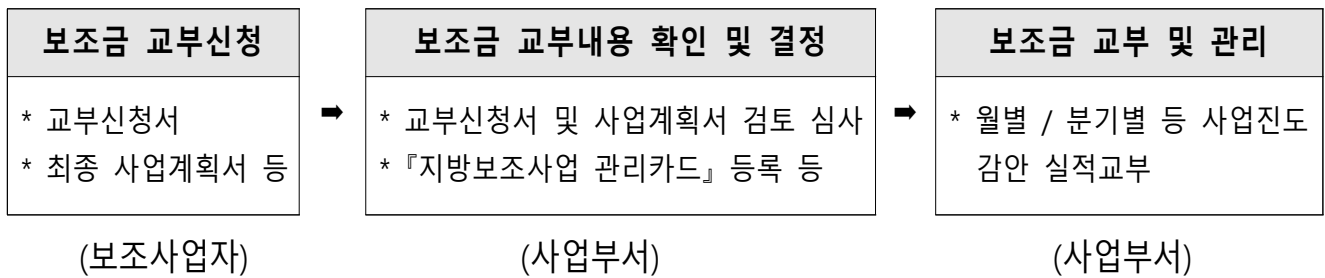 보조금 교부신청
* 교부신청서
* 최종 사업계획서 등
(보조사업자)
➡
보조금 교부내용 확인 및 결정
* 교부신청서 및 사업계획서 검토 심사
*『지방보조사업 관리카드』등록 등
(사업부서)
➡
보조금 교부 및 관리
* 월별 / 분기별 등 사업진도
감안 실적교부
(사업부서)